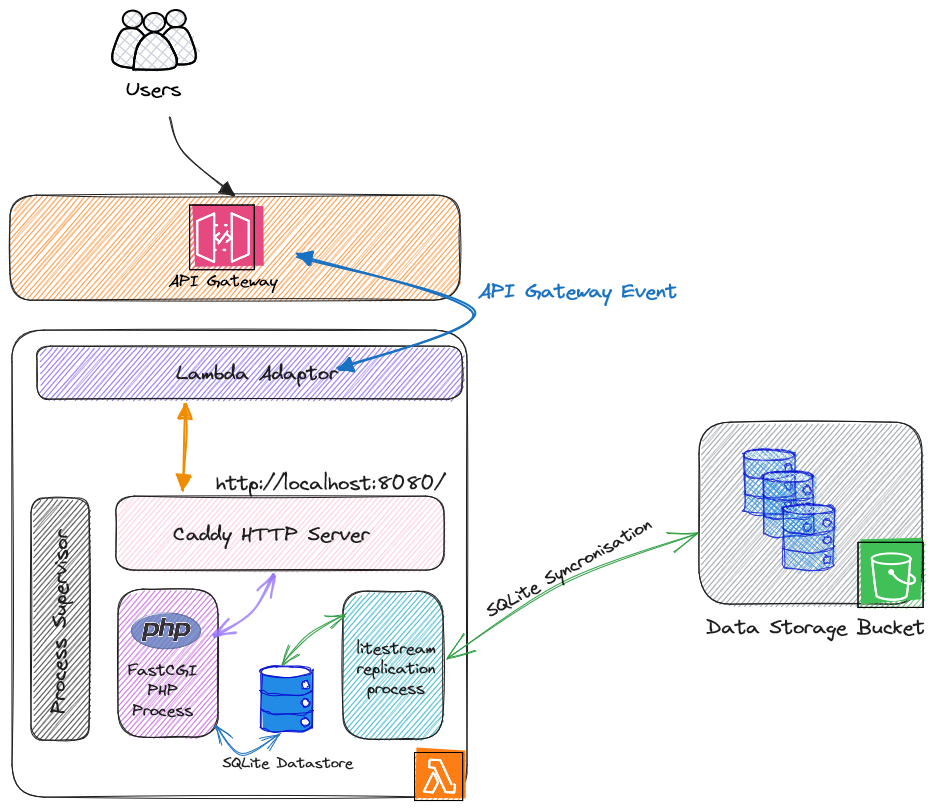 Users
API Gateway
API Gateway Event
Lambda Adaptor
http://localhost:8080/
Caddy HTTP Server
Process Supervisor
php
FastCGI
PHP
Process
litestream
replication
process
SQLite Datastore
SQLite Syncronisation
Data Storage Bucket